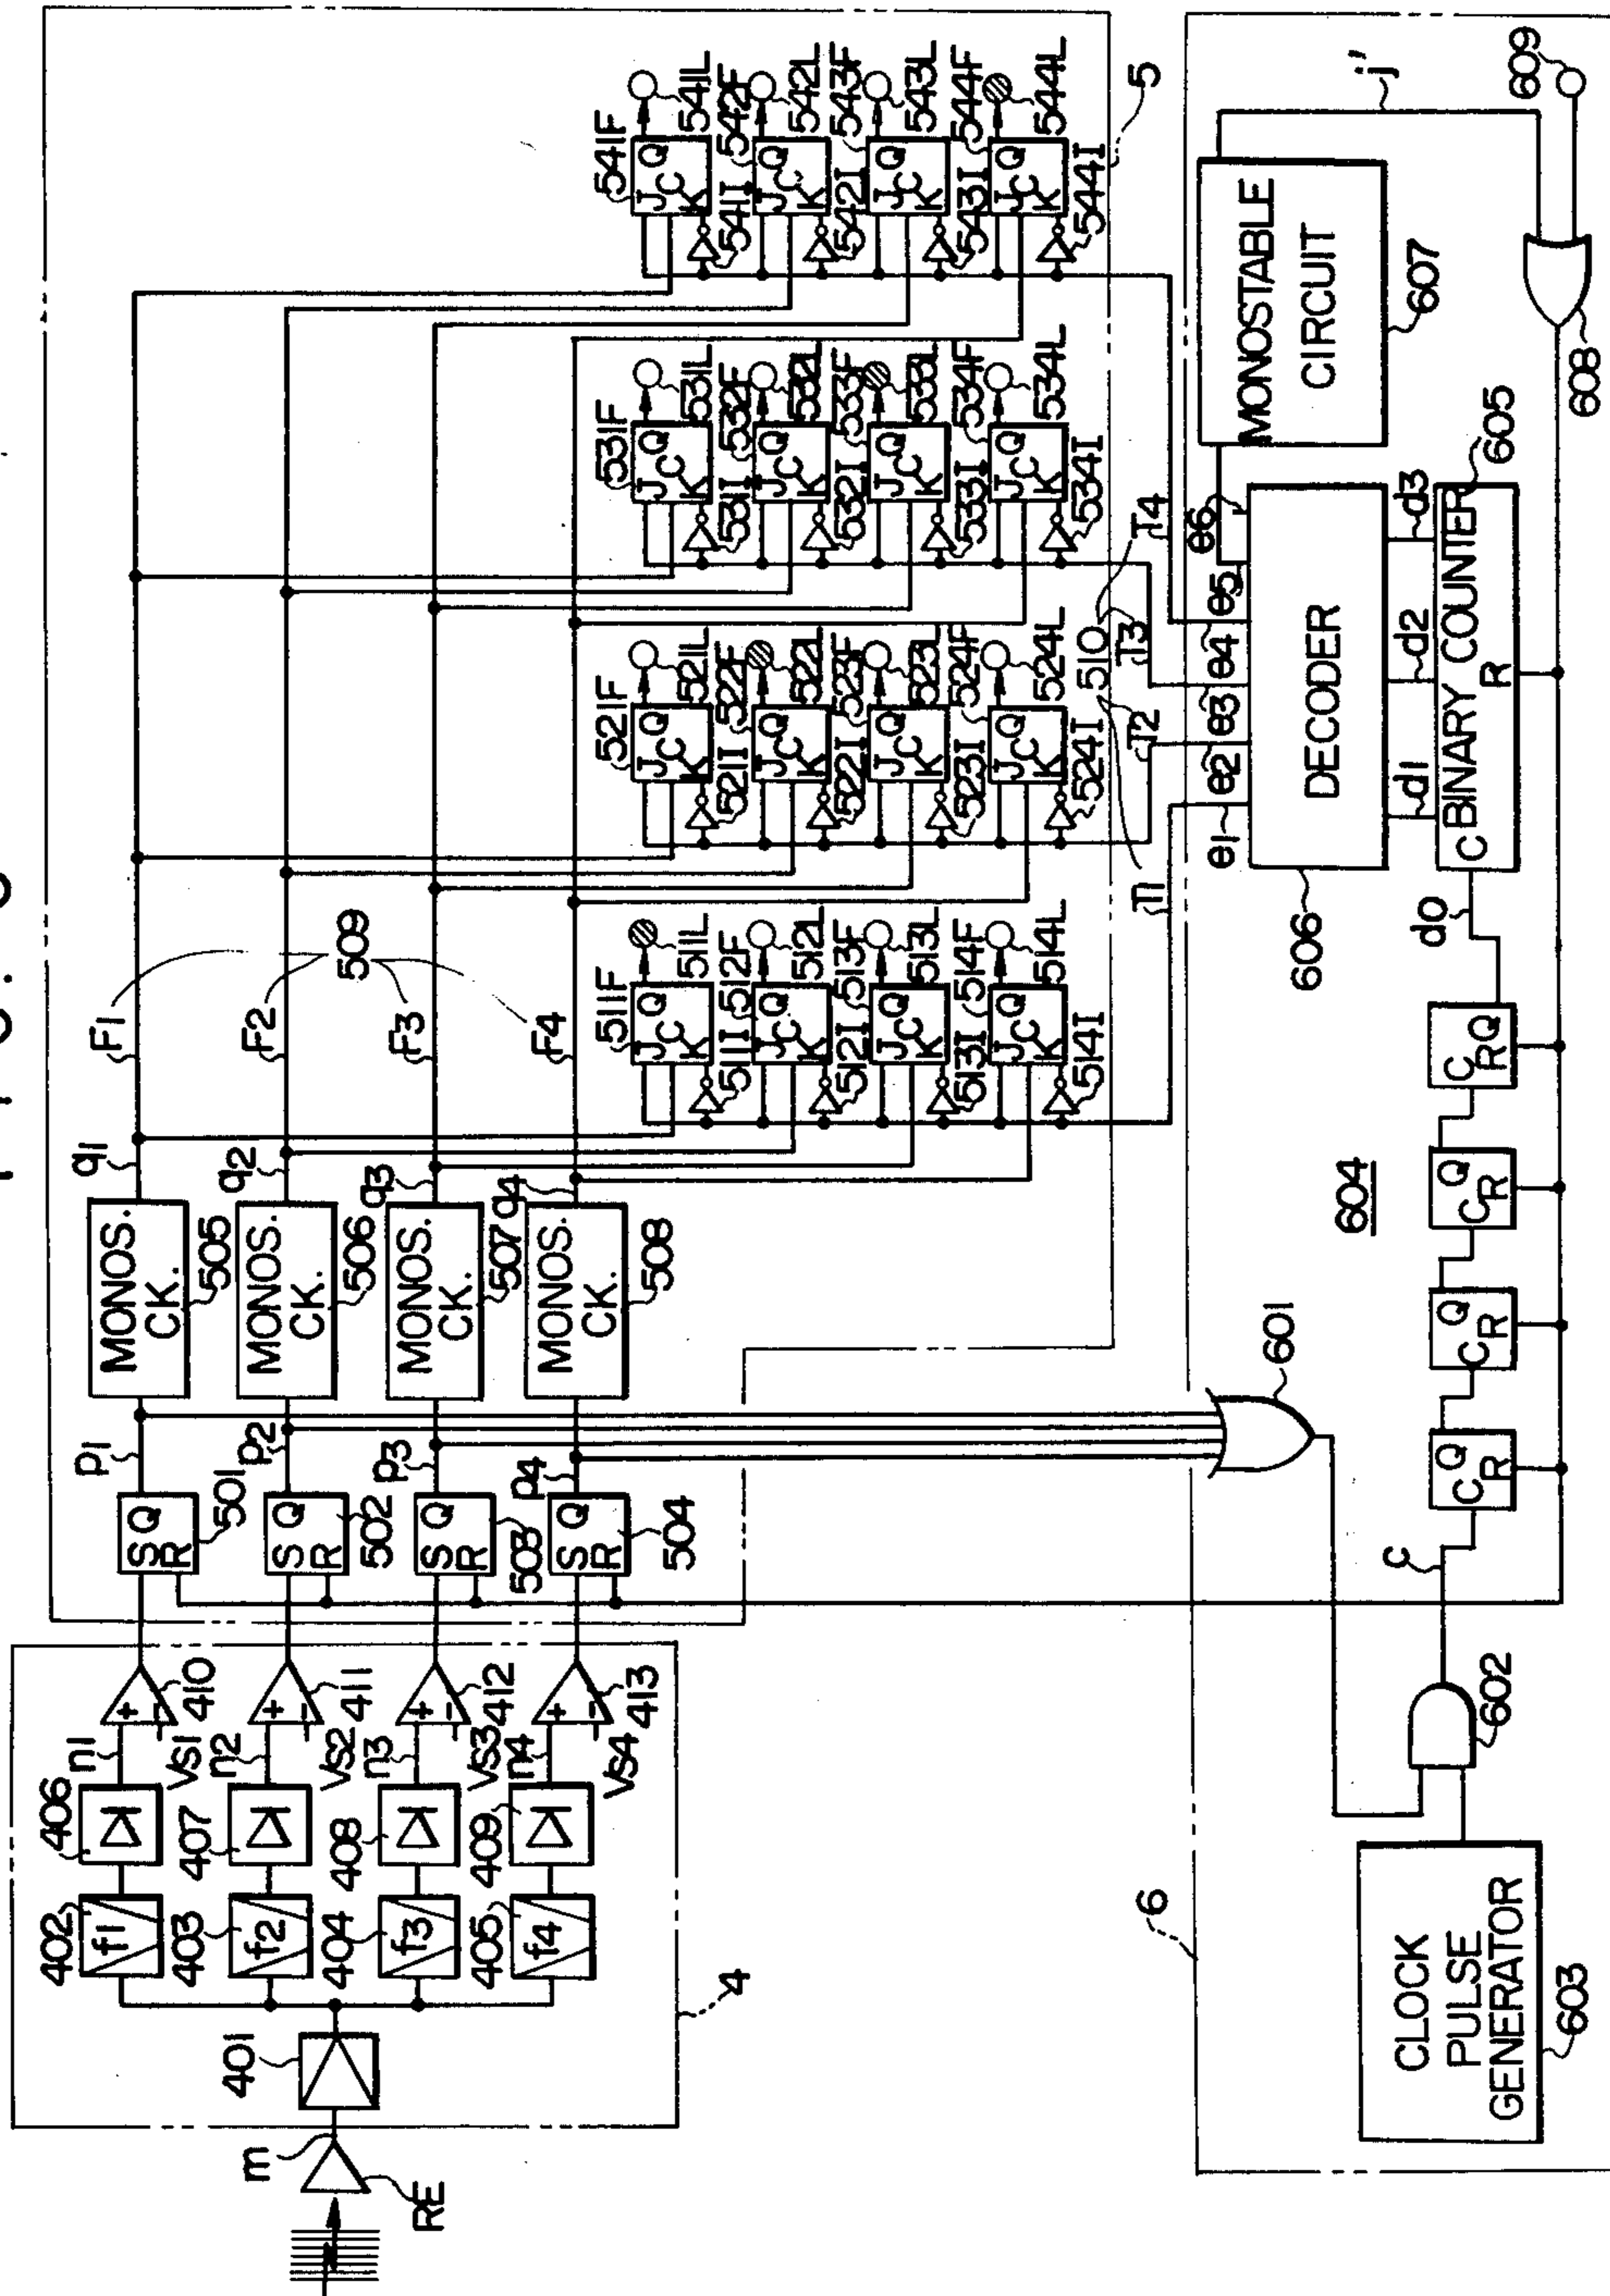 m
RE
401
402
f1
403
f2
404
f3
405
f4
406
407
408
409
n1
n2
n3
n4
VS1
VS2
VS3
VS4
+
-
410
+
-
411
+
-
412
+
-
413
4
S Q
R
501
S Q
R
502
S Q
R
503
S Q
R
504
p1
p2
p3
p4
MONOS.
CK.
505
MONOS.
CK.
506
MONOS.
CK.
507
MONOS.
CK.
508
q1
q2
q3
q4
F1
F2
F3
F4
509
511F
J Q
C
K
511L
511I
512F
J Q
C
K
512L
512I
513F
J Q
C
K
513L
513I
514F
J Q
C
K
514L
514I
521F
J Q
C
K
521L
521I
522F
J Q
C
K
522L
522I
523F
J Q
C
K
523L
523I
524F
J Q
C
K
524L
524I
531F
J Q
C
K
531L
531I
532F
J Q
C
K
532L
532I
533F
J Q
C
K
533L
533I
534F
J Q
C
K
534L
534I
541F
J Q
C
K
541L
541I
542F
J Q
C
K
542L
542I
543F
J Q
C
K
543L
543I
544F
J Q
C
K
544L
544I
5
T1
T2
T3
T4
510
6
601
602
CLOCK
PULSE
GENERATOR
603
c
C Q
R
C Q
R
C Q
R
C
R Q
604
d0
C BINARY COUNTER
R
605
d1
d2
d3
DECODER
606
e1
e2
e3
e4
e5
e6
MONOSTABLE
CIRCUIT
607
j'
608
609